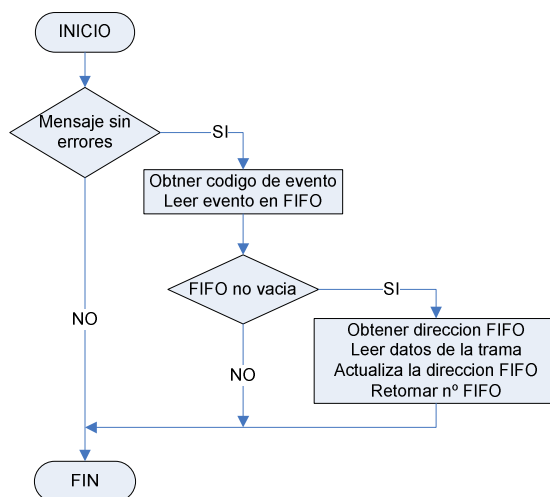 INICIO
Mensaje sin
errores
SI
Obtner codigo de evento
Leer evento en FIFO
FIFO no vacia
SI
NO
Obtener direccion FIFO
Leer datos de la trama
Actualiza la direccion FIFO
Retornar nº FIFO
NO
FIN